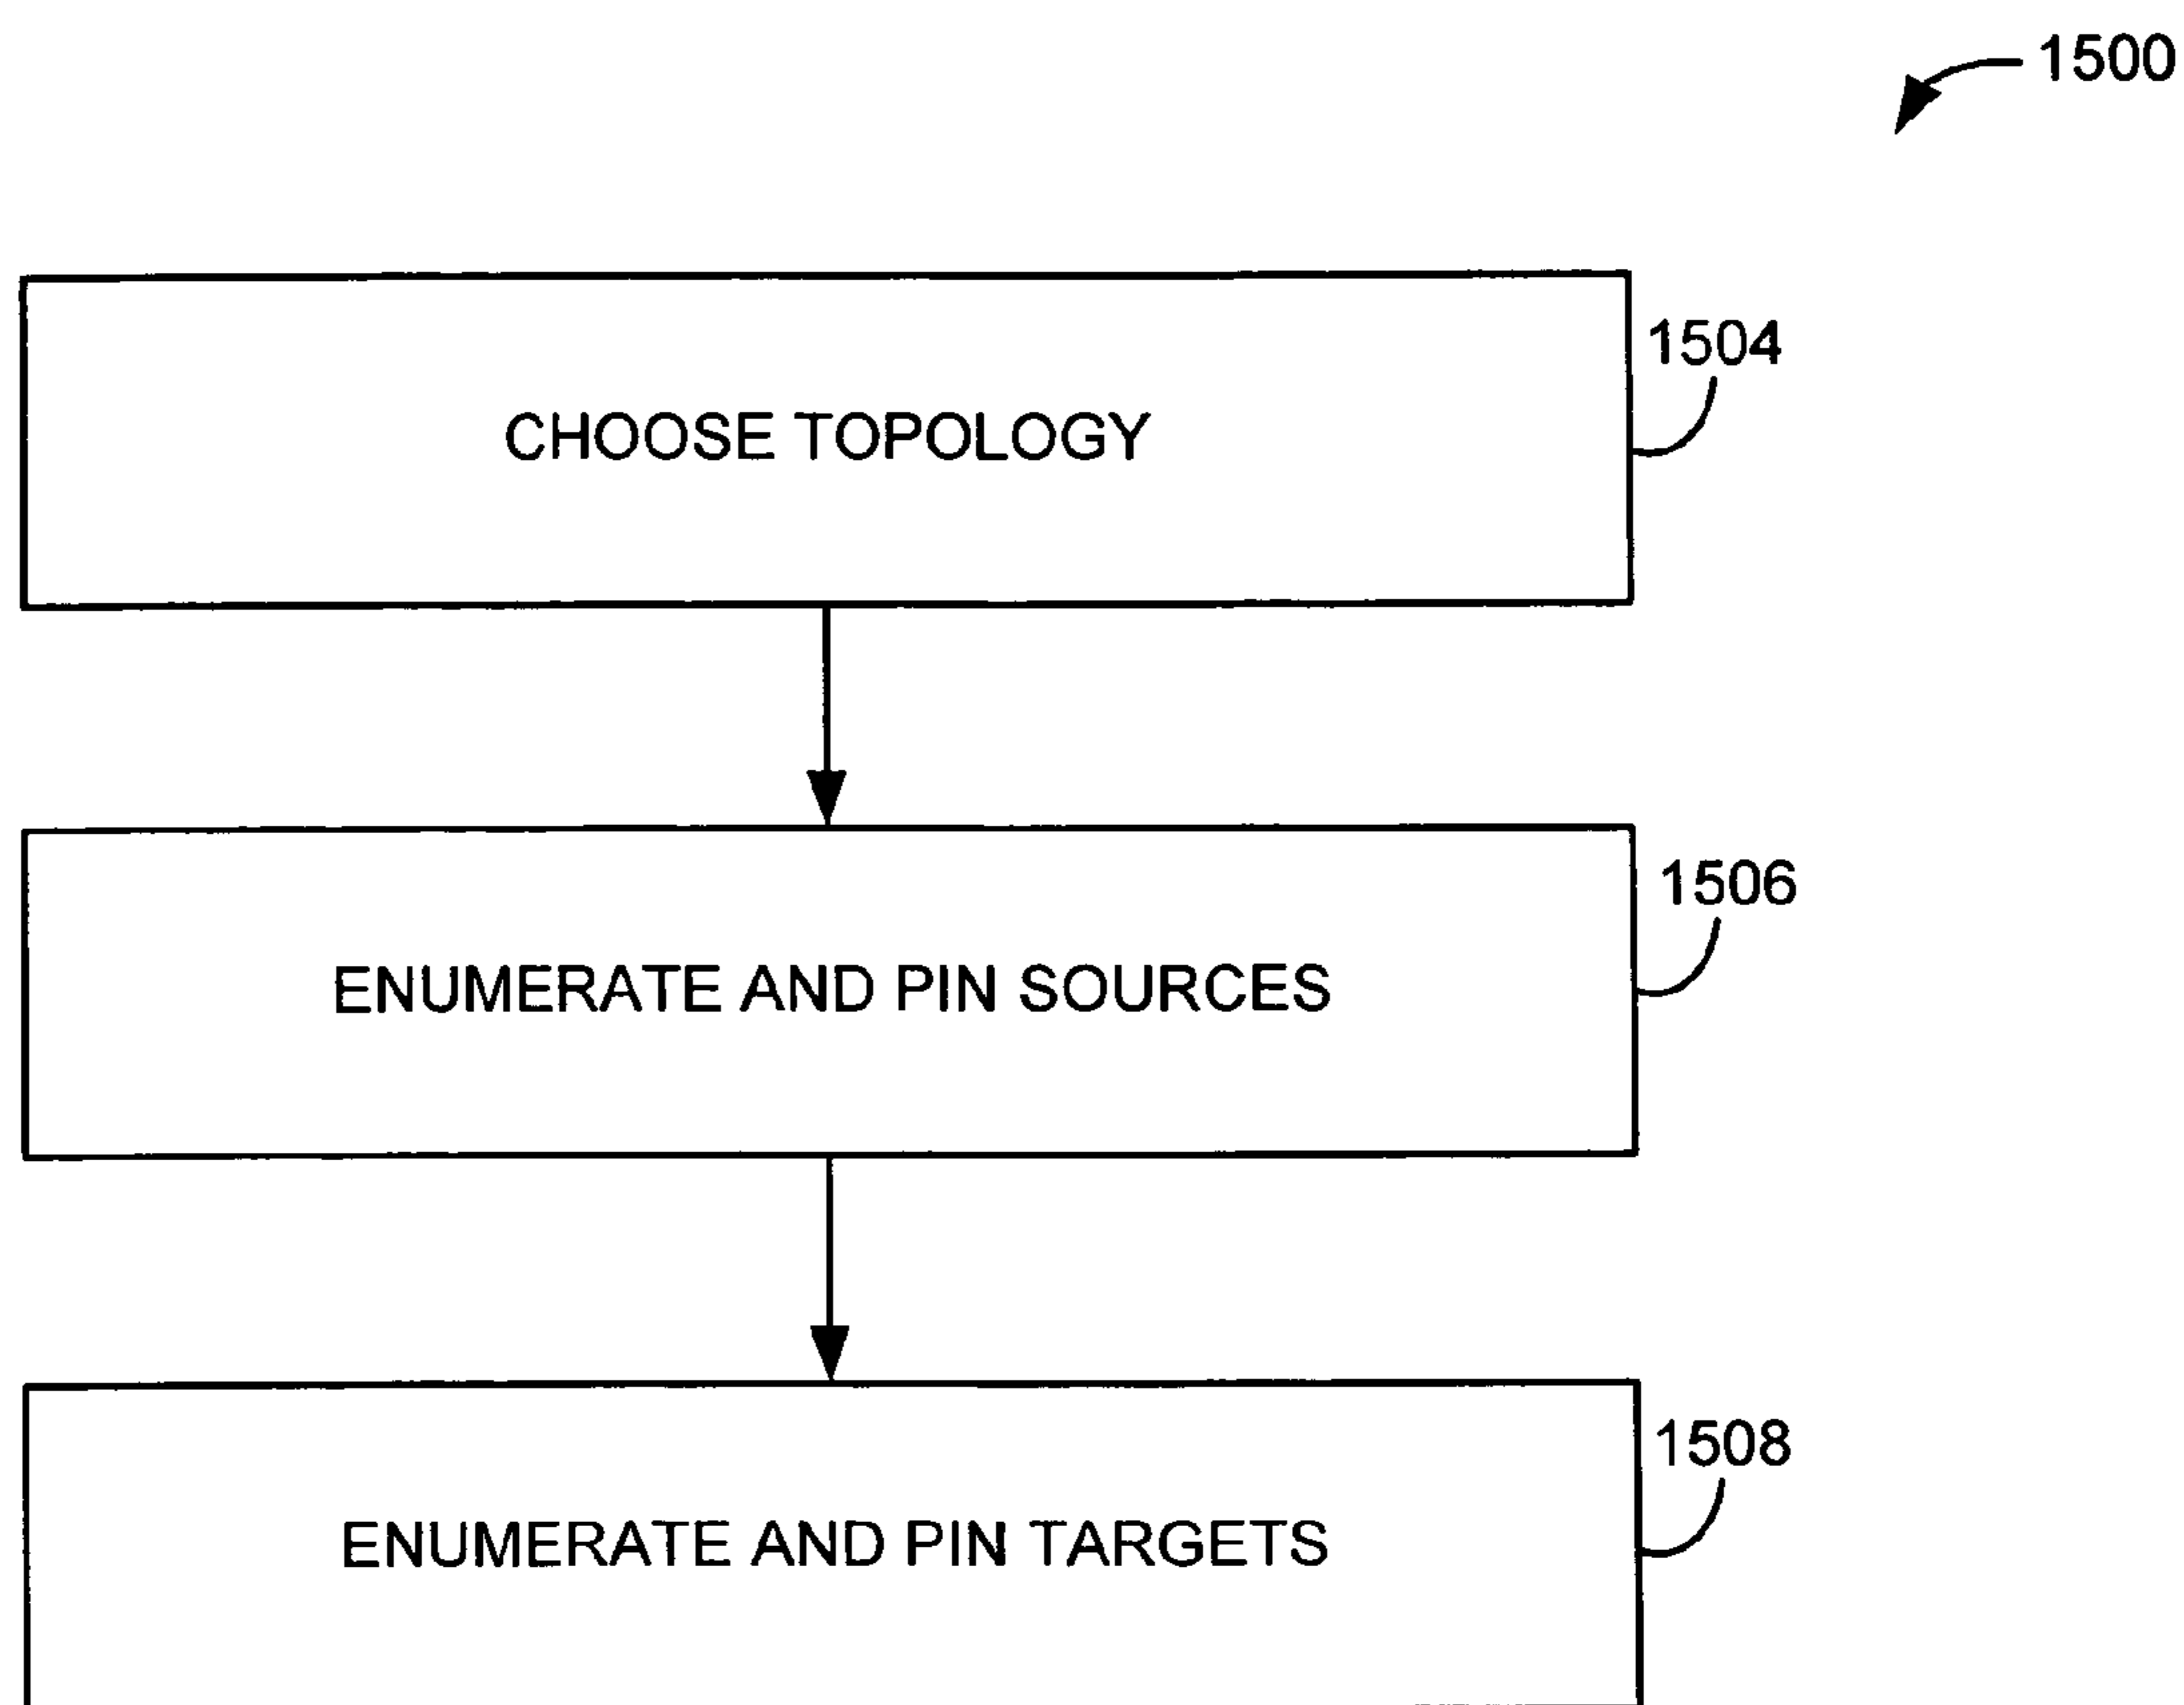 1500
1504
CHOOSE TOPOLOGY
1506
ENUMERATE AND PIN SOURCES
1508
ENUMERATE AND PIN TARGETS